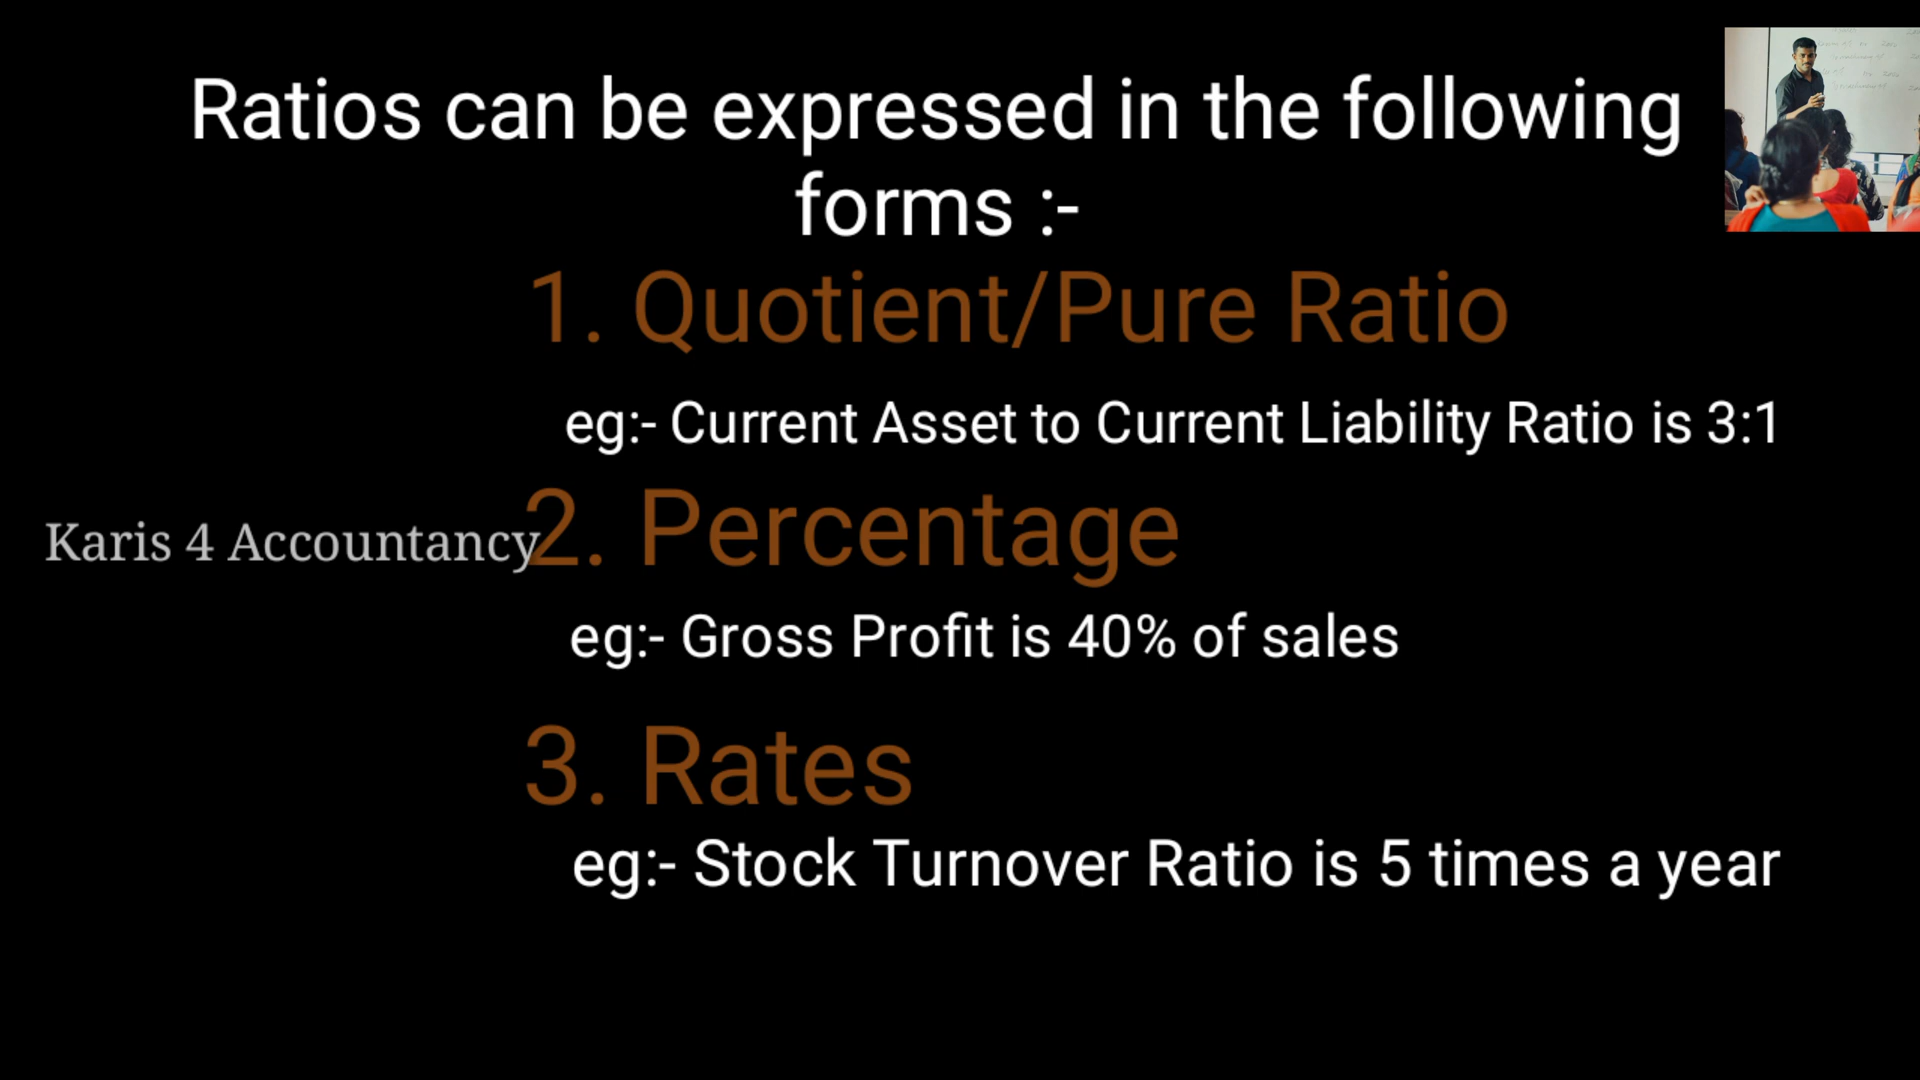 Ratios can be expressed in the following
forms :-
1. Quotient/Pure Ratio
eg:- Current Asset to Current Liability Ratio is 3:1
Karis 4 Accountancy
2. Percentage
eg:- Gross Profit is 40% of sales
3. Rates
eg:- Stock Turnover Ratio is 5 times a year